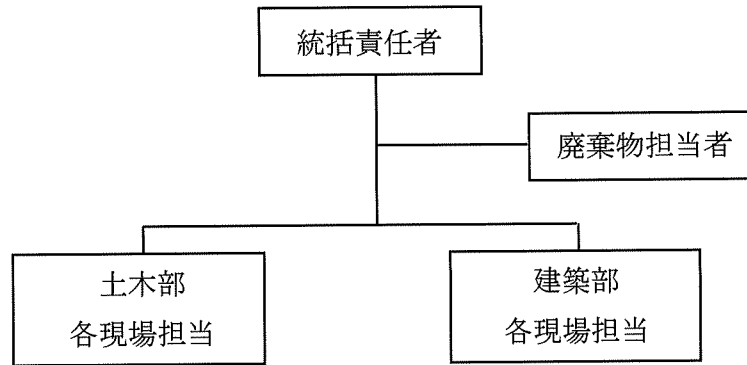 統括責任者
廃棄物担当者
土木部
各現場担当
建築部
各現場担当